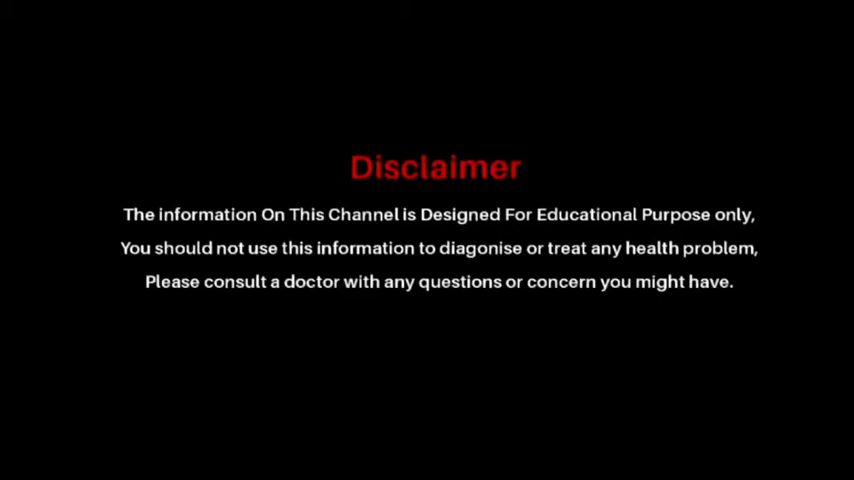 Disclaimer
The information On This Channel is Designed For Educational Purpose only,
You should not use this information to diagonise or treat any health problem,
Please consult a doctor with any questions or concern you might have.